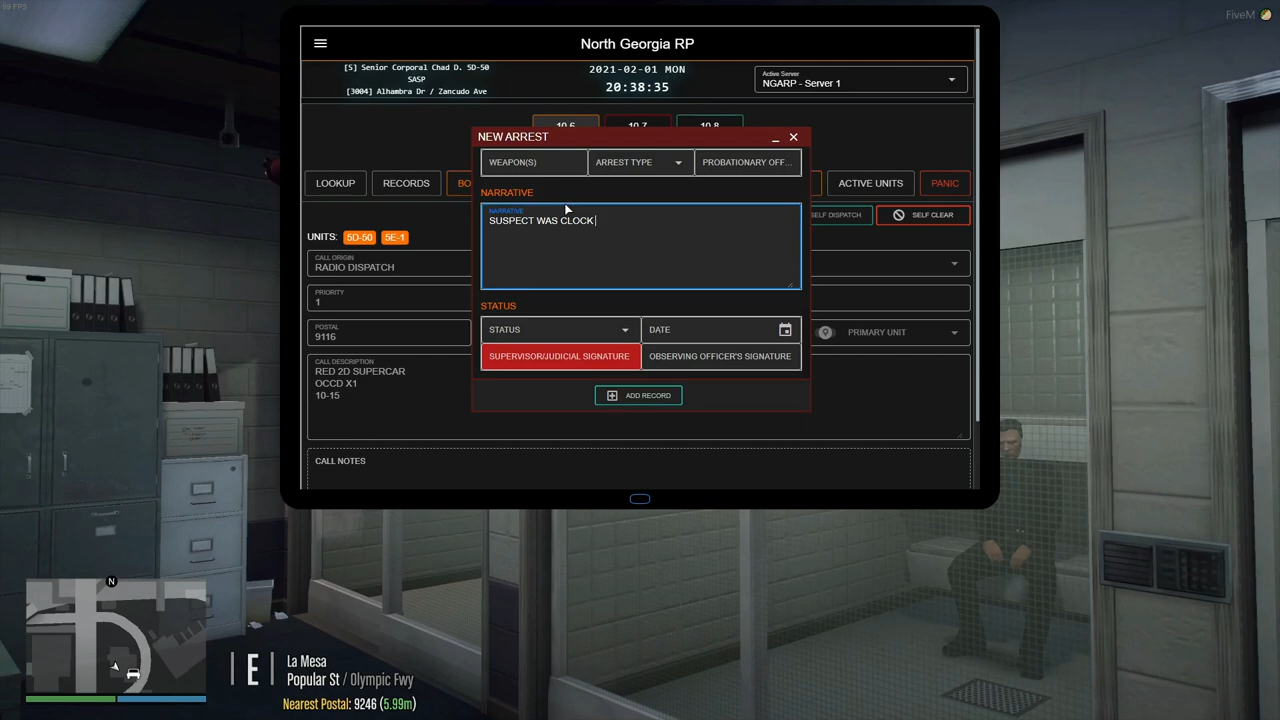 99 FPS
FiveM
North Georgia RP
[S] Senior Corporal Chad D. 5D-50
SASP
[3004] Alhambra Dr / Zancudo Ave
2021-02-01 MON
20:38:35
Active Server
NGARP - Server 1
10-6
10-7
10-8
LOOKUP
RECORDS
BO
ACTIVE UNITS
PANIC
SELF DISPATCH
SELF CLEAR
UNITS:
5D-50
5E-1
CALL ORIGIN
RADIO DISPATCH
PRIORITY
1
POSTAL
9116
PRIMARY UNIT
CALL DESCRIPTION
RED 2D SUPERCAR
OCCD X1
10-15
CALL NOTES
NEW ARREST
WEAPON(S)
ARREST TYPE
PROBATIONARY OFF...
NARRATIVE
NARRATIVE
SUSPECT WAS CLOCK
STATUS
STATUS
DATE
SUPERVISOR/JUDICIAL SIGNATURE
OBSERVING OFFICER'S SIGNATURE
ADD RECORD
N
E
La Mesa
Popular St / Olympic Fwy
Nearest Postal: 9246 (5.99m)